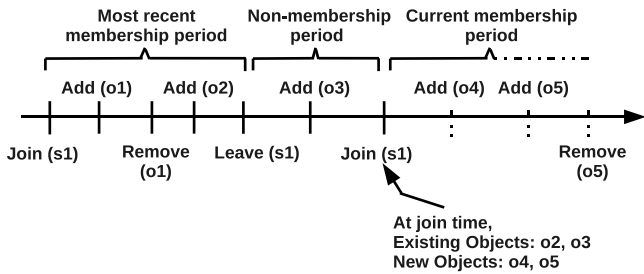 Most recent
membership period
Non-membership
period
Current membership
period
Add (o1)
Add (o2)
Add (o3)
Add (o4)
Add (o5)
Join (s1)
Remove
(o1)
Leave (s1)
Join (s1)
Remove
(o5)
At join time,
Existing Objects: o2, o3
New Objects: o4, o5